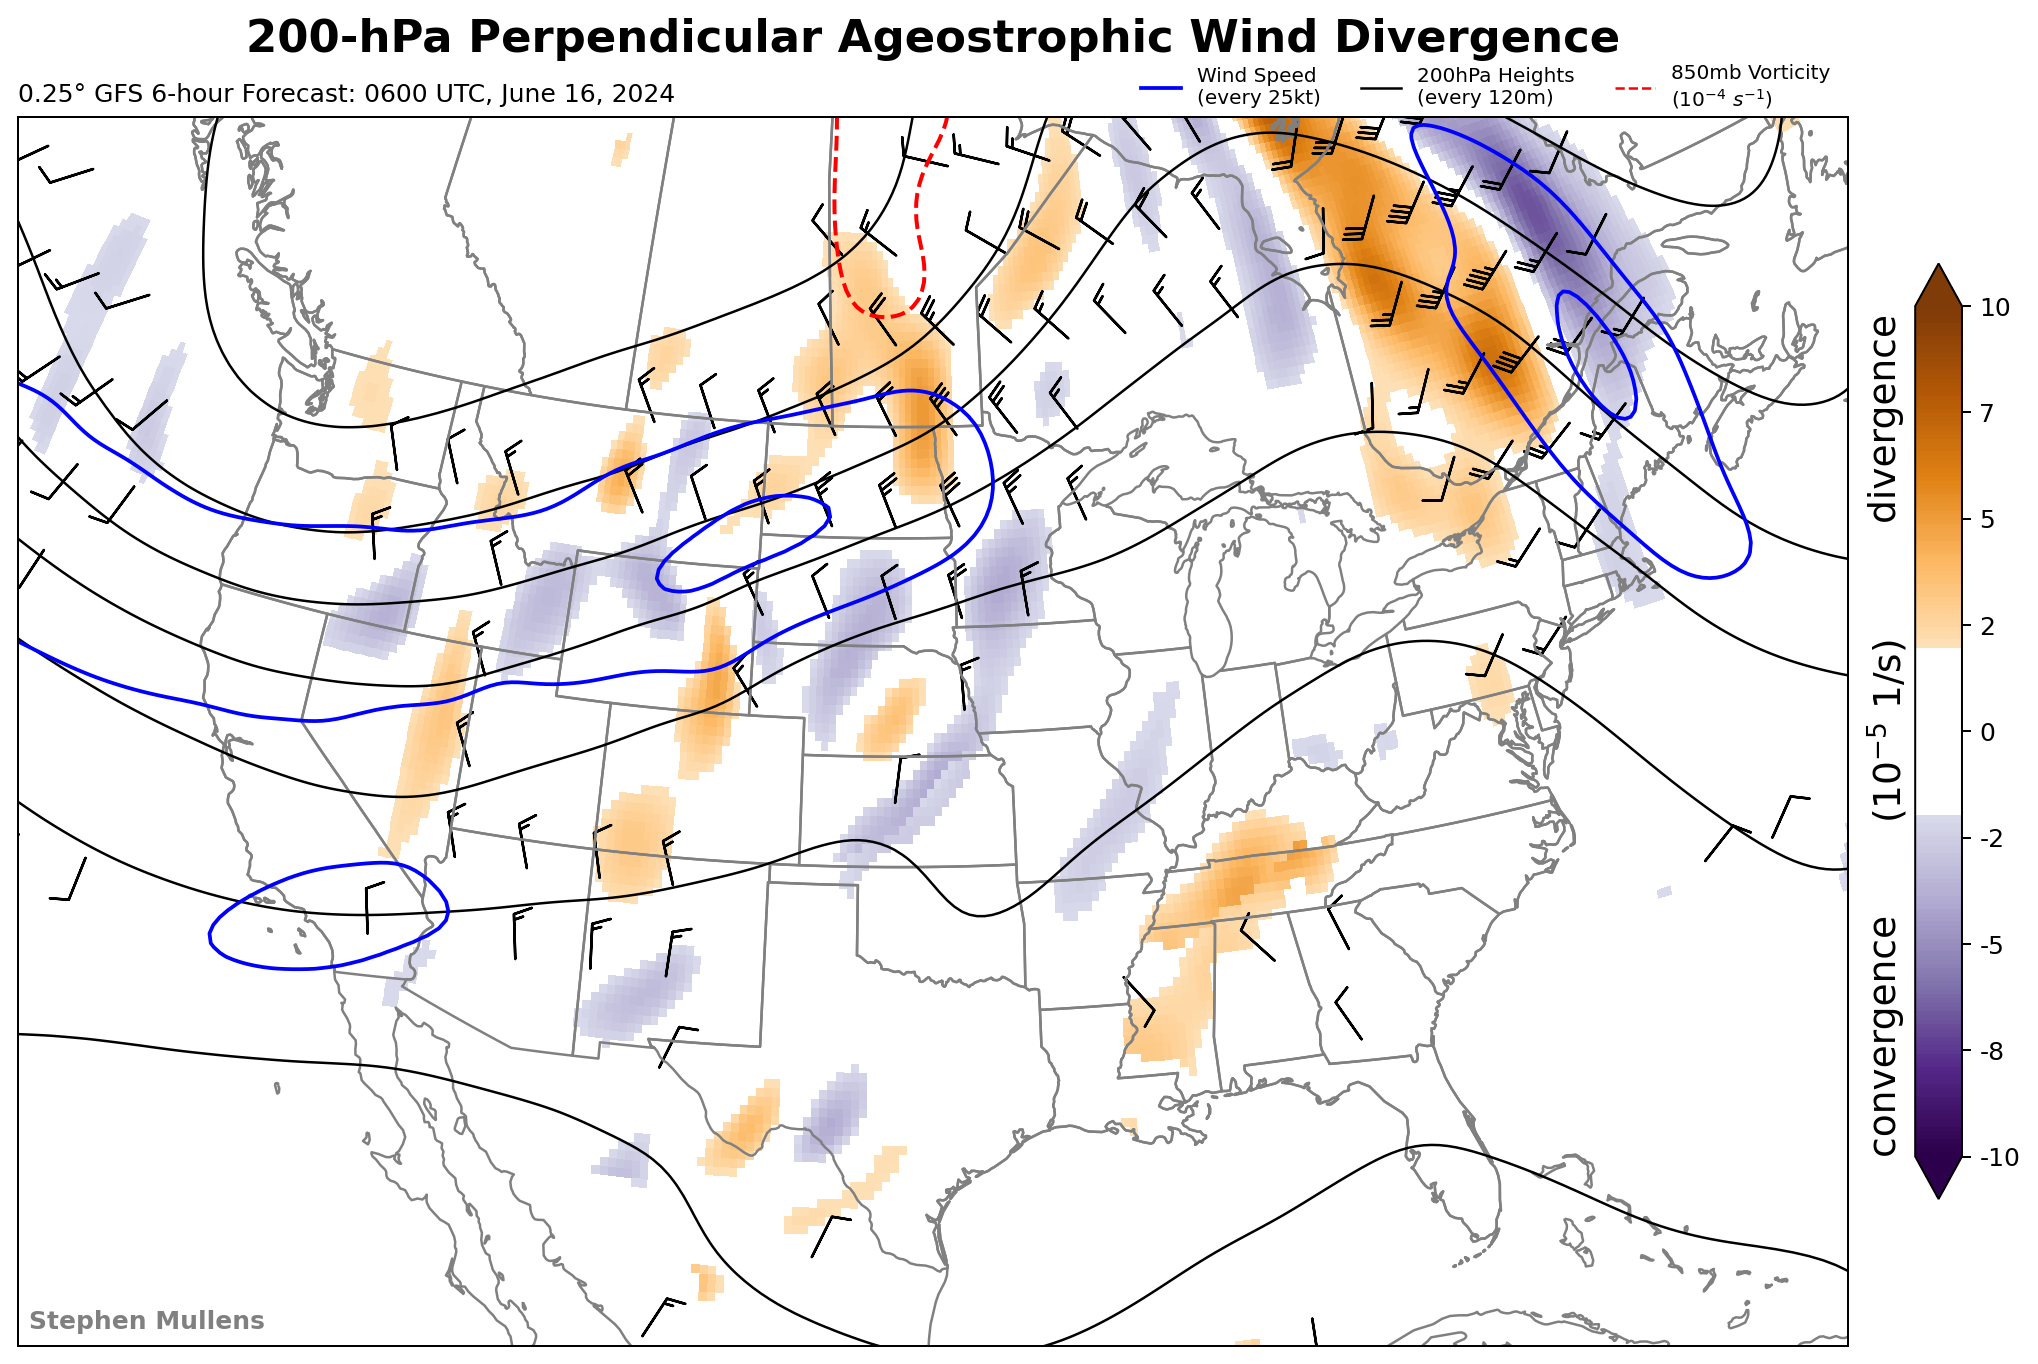 200-hPa Perpendicular Ageostrophic Wind Divergence
0.25° GFS 6-hour Forecast: 0600 UTC, June 16, 2024
Wind Speed
(every 25kt)
200hPa Heights
(every 120m)
850mb Vorticity
(10⁻⁴ s⁻¹)
10
7
5
2
0
-2
-5
-8
-10
convergence (10⁻⁵ 1/s) divergence
Stephen Mullens